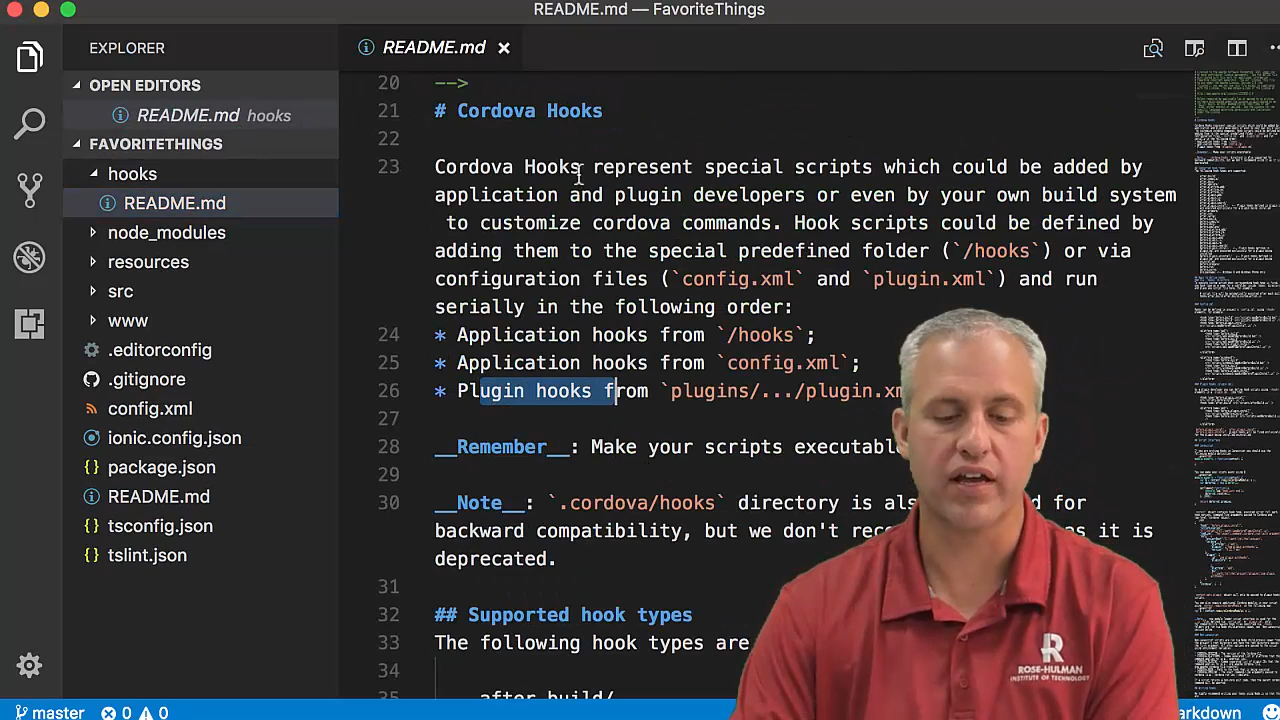 README.md — FavoriteThings
EXPLORER
OPEN EDITORS
README.md hooks
FAVORITETHINGS
hooks
README.md
node_modules
resources
src
www
.editorconfig
.gitignore
config.xml
ionic.config.json
package.json
README.md
tsconfig.json
tslint.json
master 0 0
README.md
20 -->
21 # Cordova Hooks
22
23 Cordova Hooks represent special scripts which could be added by
application and plugin developers or even by your own build system
to customize cordova commands. Hook scripts could be defined by
adding them to the special predefined folder (`/hooks`) or via
configuration files (`config.xml` and `plugin.xml`) and run
serially in the following order:
24 * Application hooks from `/hooks`;
25 * Application hooks from `config.xml`;
26 * Plugin hooks from `plugins/.../plugin.xm
27
28 __Remember__: Make your scripts executabl
29
30 __Note__: `.cordova/hooks` directory is als d for
backward compatibility, but we don't rec as it is
deprecated.
31
32 ## Supported hook types
33 The following hook types are
34
35 after_build/
arkdown
ROSE-HULMAN
INSTITUTE OF TECHNOLOGY